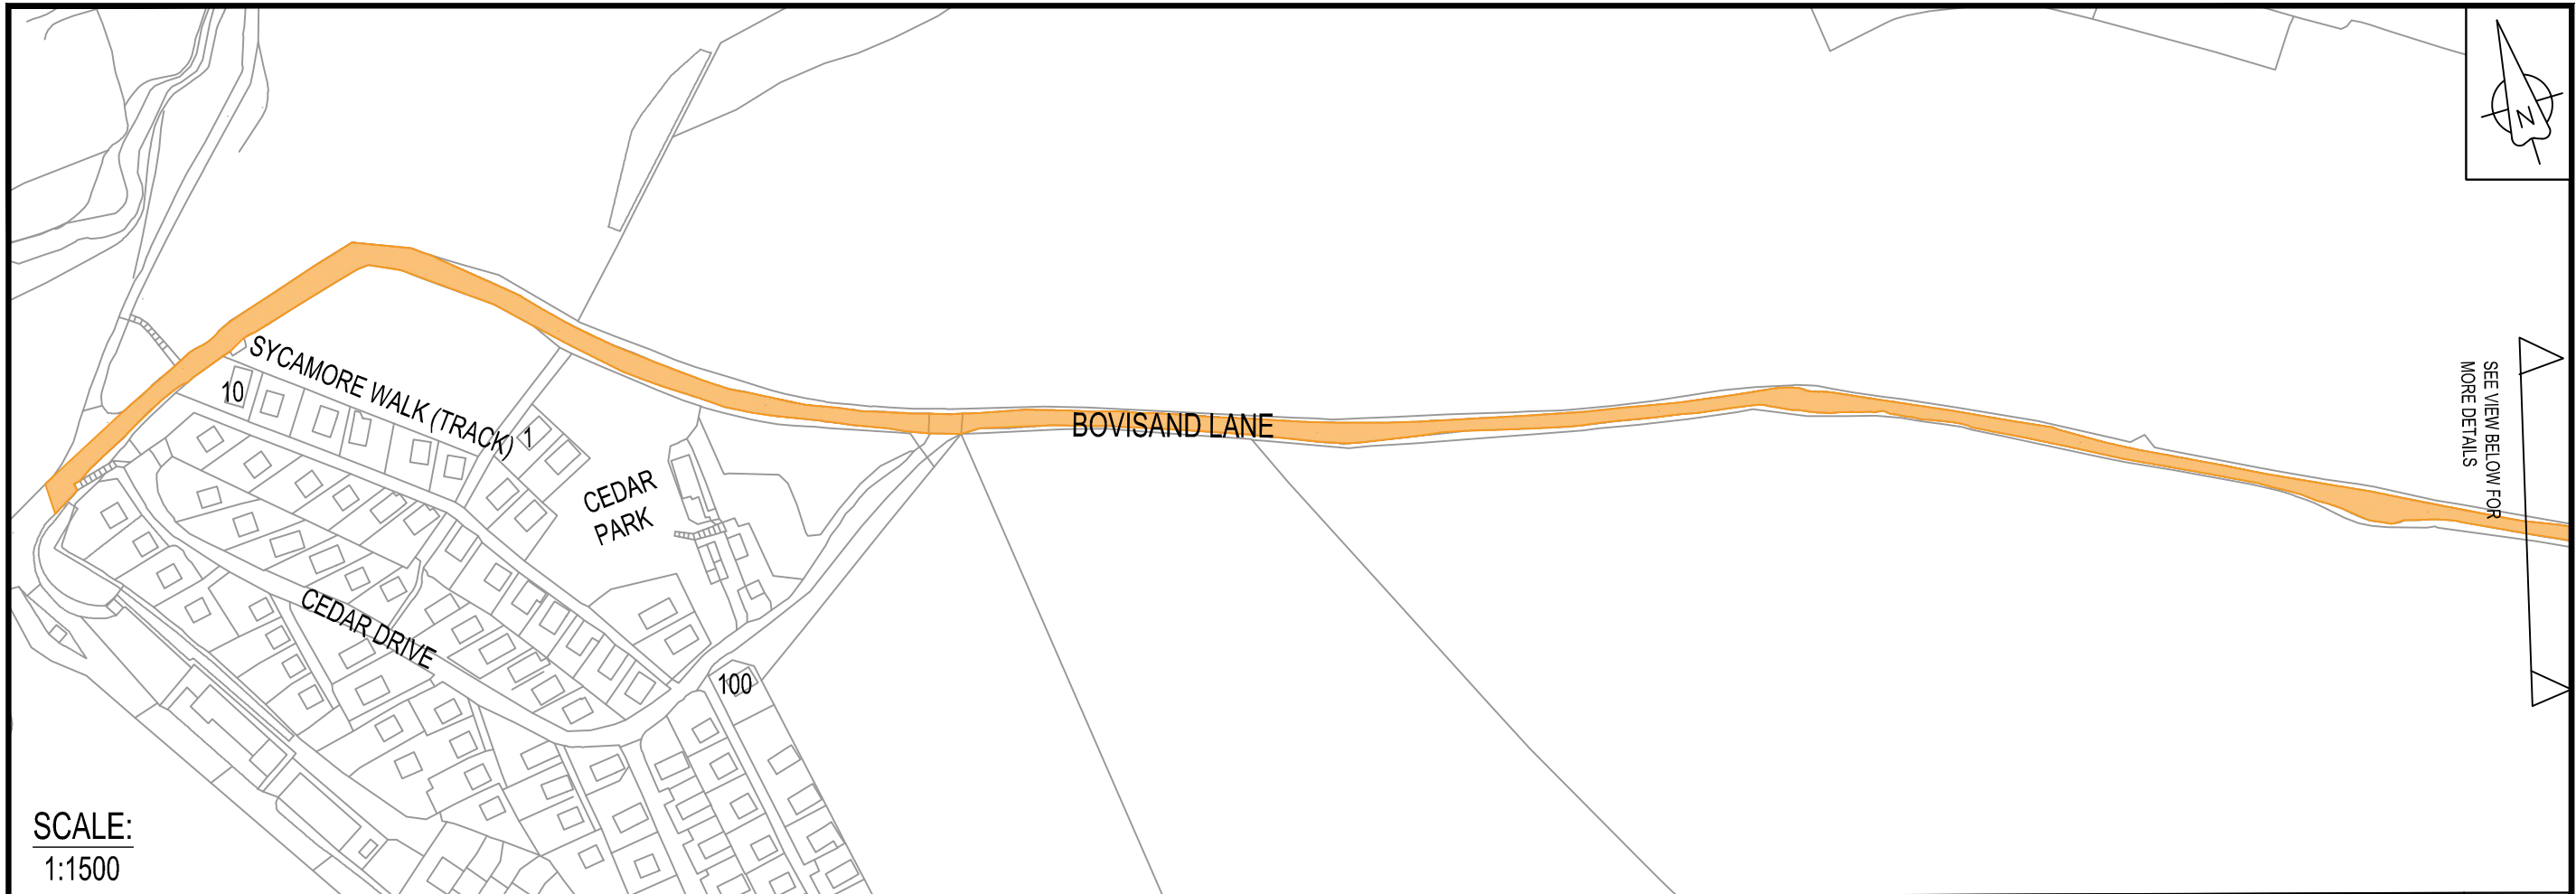 N
SYCAMORE WALK (TRACK)
10
1
BOVISAND LANE
SEE VIEW BELOW FOR
MORE DETAILS
CEDAR
PARK
CEDAR DRIVE
100
SCALE:
1:1500